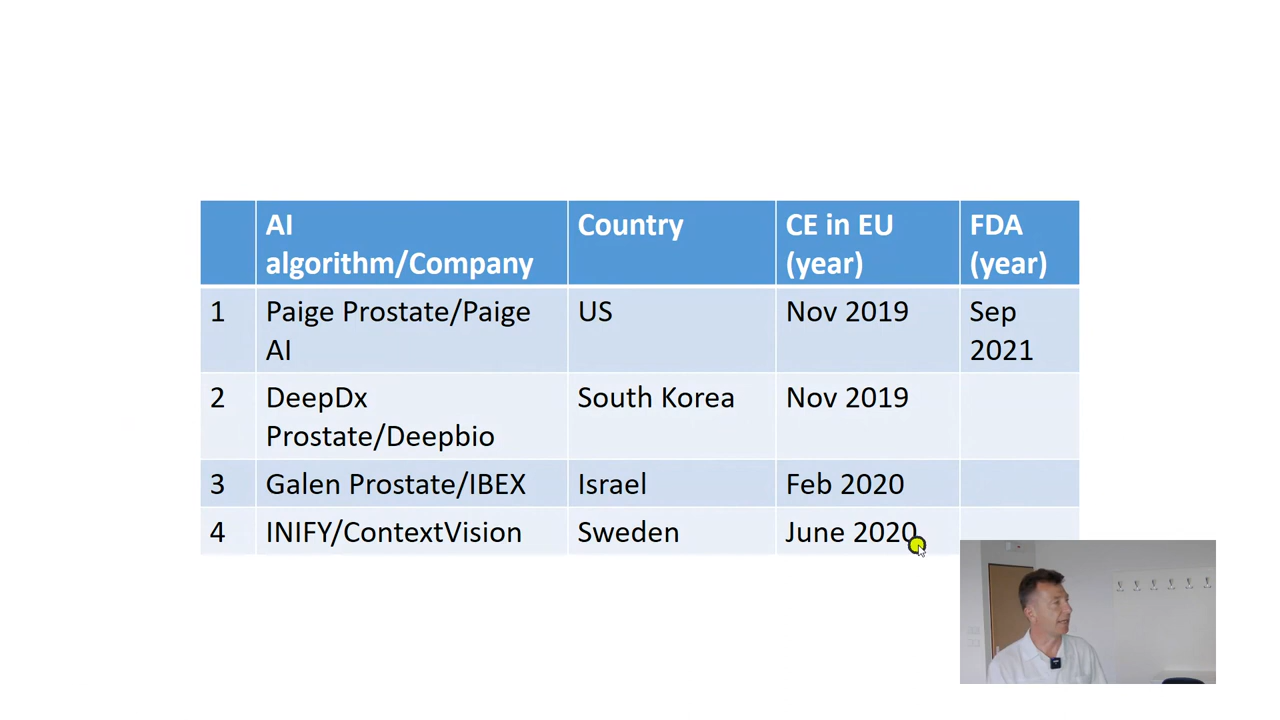 AI algorithm/Company Country CE in EU (year) FDA (year)
1 Paige Prostate/Paige AI US Nov 2019 Sep 2021
2 DeepDx Prostate/Deepbio South Korea Nov 2019
3 Galen Prostate/IBEX Israel Feb 2020
4 INIFY/ContextVision Sweden June 2020